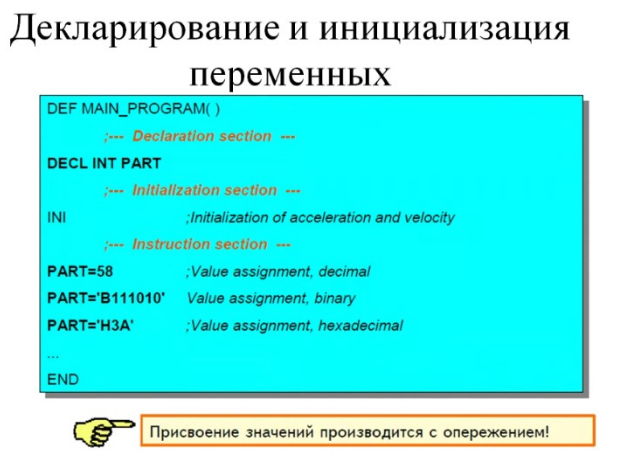 Декларирование и инициализация
переменных
DEF MAIN_PROGRAM( )
;--- Declaration section ---
DECL INT PART
;--- Initialization section ---
INI ;Initialization of acceleration and velocity
;--- Instruction section ---
PART=58 ;Value assignment, decimal
PART='B111010' Value assignment, binary
PART='H3A' ;Value assignment, hexadecimal
...
END
Присвоение значений производится с опережением!